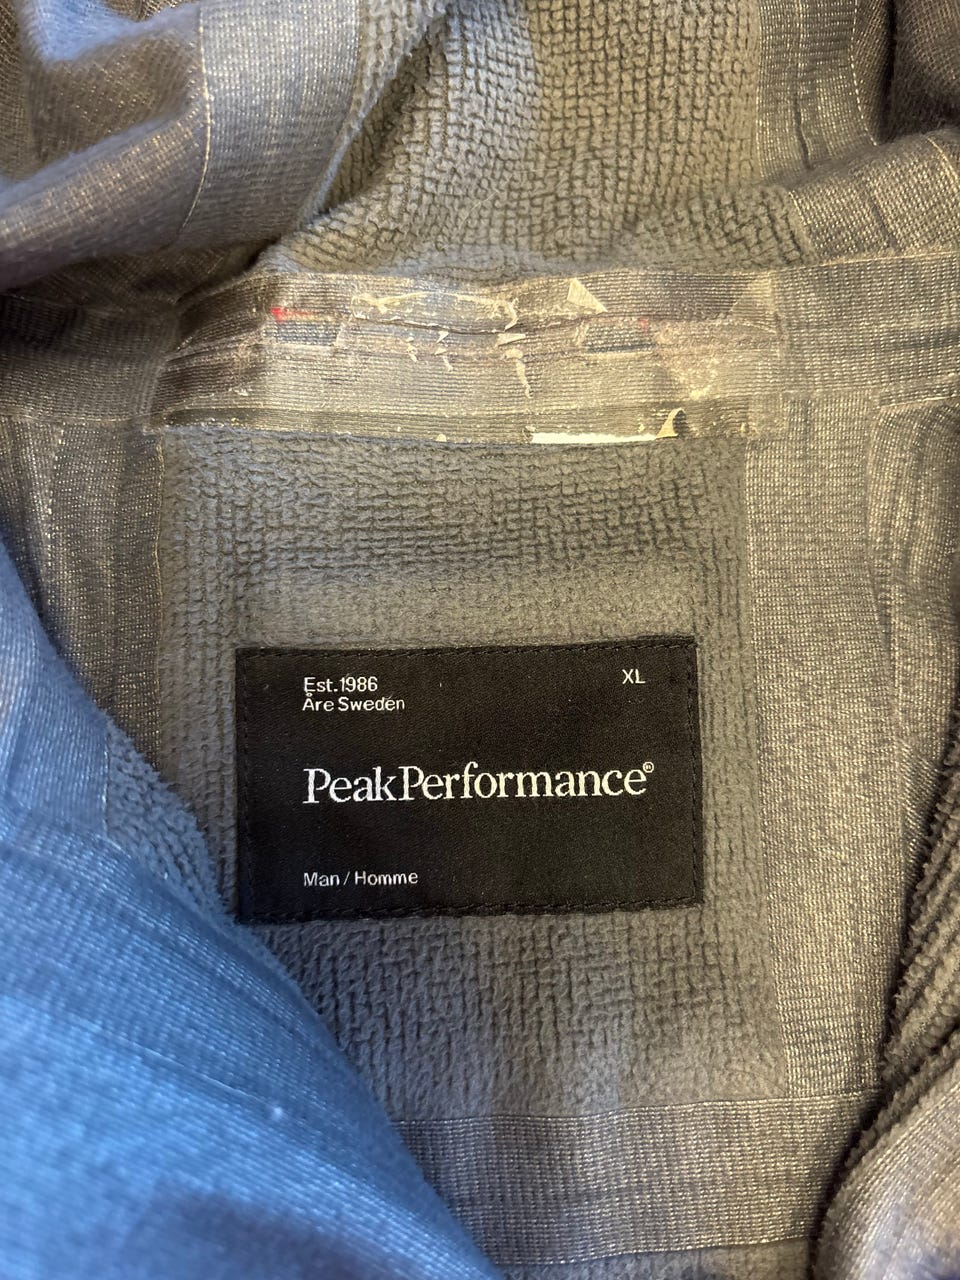 Est.1986 XL
Åre Sweden
PeakPerformance®
Man / Homme